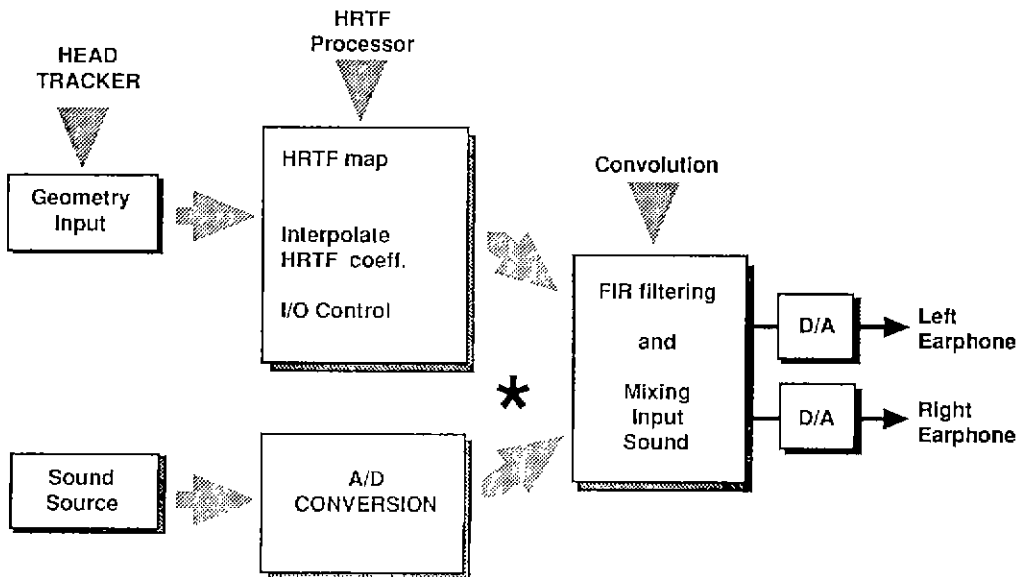 HRTF
Processor
HEAD
TRACKER
Geometry
Input
HRTF map
Interpolate
HRTF coeff.
I/O Control
Convolution
FIR filtering
and
Mixing
Input
Sound
D/A
Left
Earphone
D/A
Right
Earphone
*
Sound
Source
A/D
CONVERSION